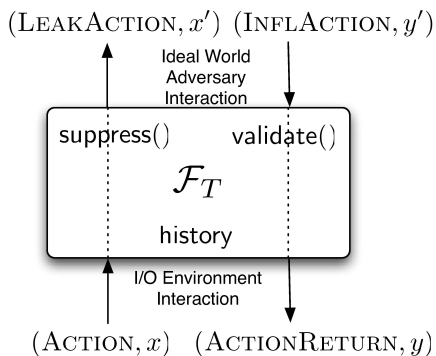 (LEAKACTION, x′) (INFLACTION, y′)
Ideal World
Adversary
Interaction
suppress() validate()
ℱ_T
history
I/O Environment
Interaction
(ACTION, x) (ACTIONRETURN, y)